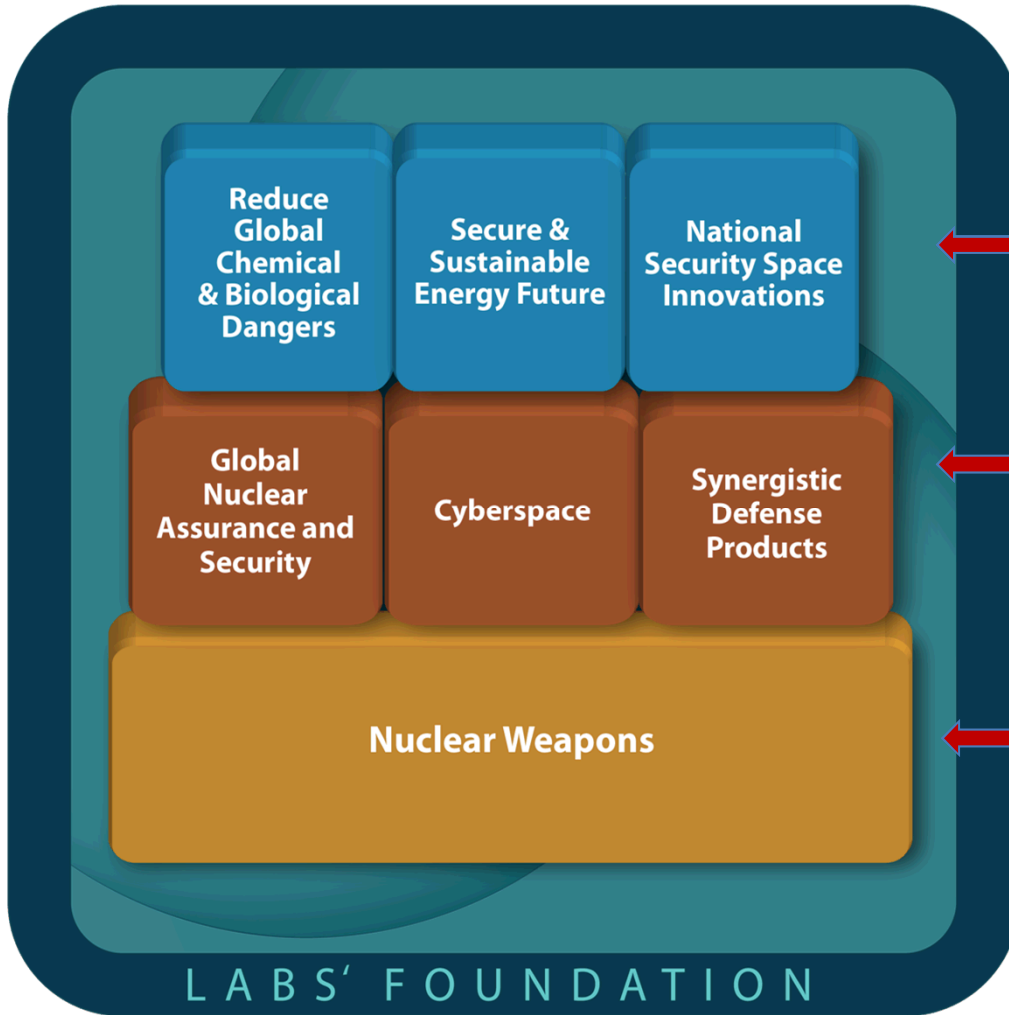 Reduce
Global
Chemical
& Biological
Dangers
Secure &
Sustainable
Energy Future
National
Security Space
Innovations
Global
Nuclear
Assurance and
Security
Cyberspace
Synergistic
Defense
Products
Nuclear Weapons
LABS‘ FOUNDATION